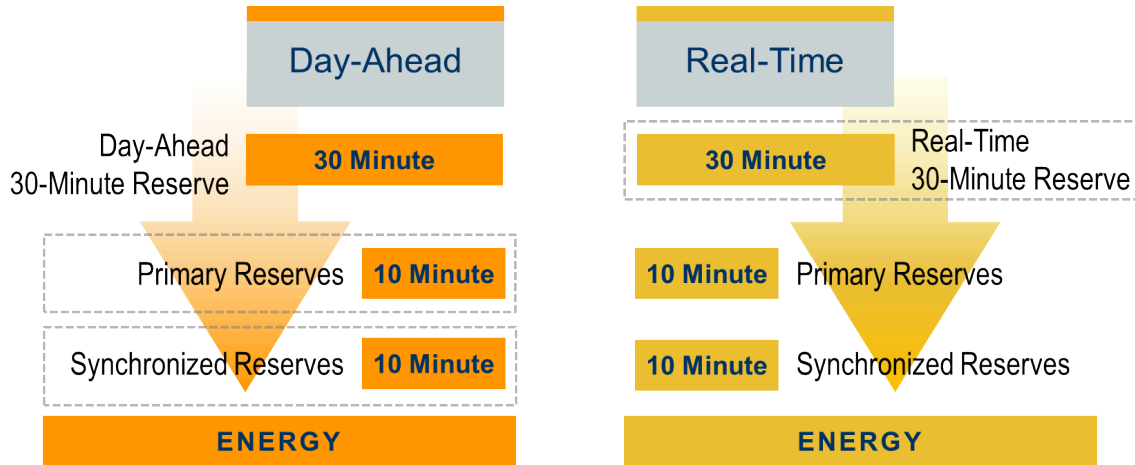 Day-Ahead
Day-Ahead
30-Minute Reserve
30 Minute
Primary Reserves
10 Minute
Synchronized Reserves
10 Minute
ENERGY
Real-Time
30 Minute
Real-Time
30-Minute Reserve
10 Minute
Primary Reserves
10 Minute
Synchronized Reserves
ENERGY